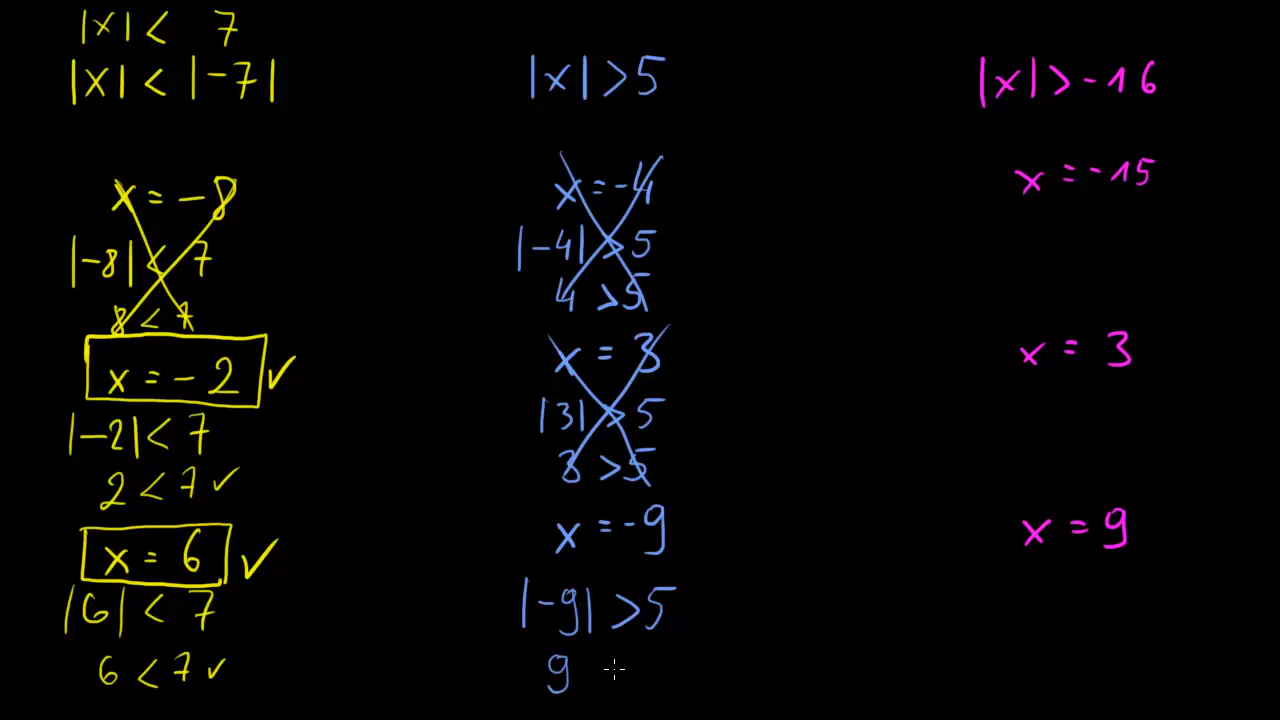 |x| < 7
|x| < |-7|
x = -8
|-8| < 7
8 < 7
x = -2 ✓
|-2| < 7
2 < 7 ✓
x = 6 ✓
|6| < 7
6 < 7 ✓
|x| > 5
x = -4
|-4| > 5
4 > 5
x = 3
|3| > 5
3 > 5
x = -9
|-9| > 5
9
|x| > -16
x = -15
x = 3
x = 9